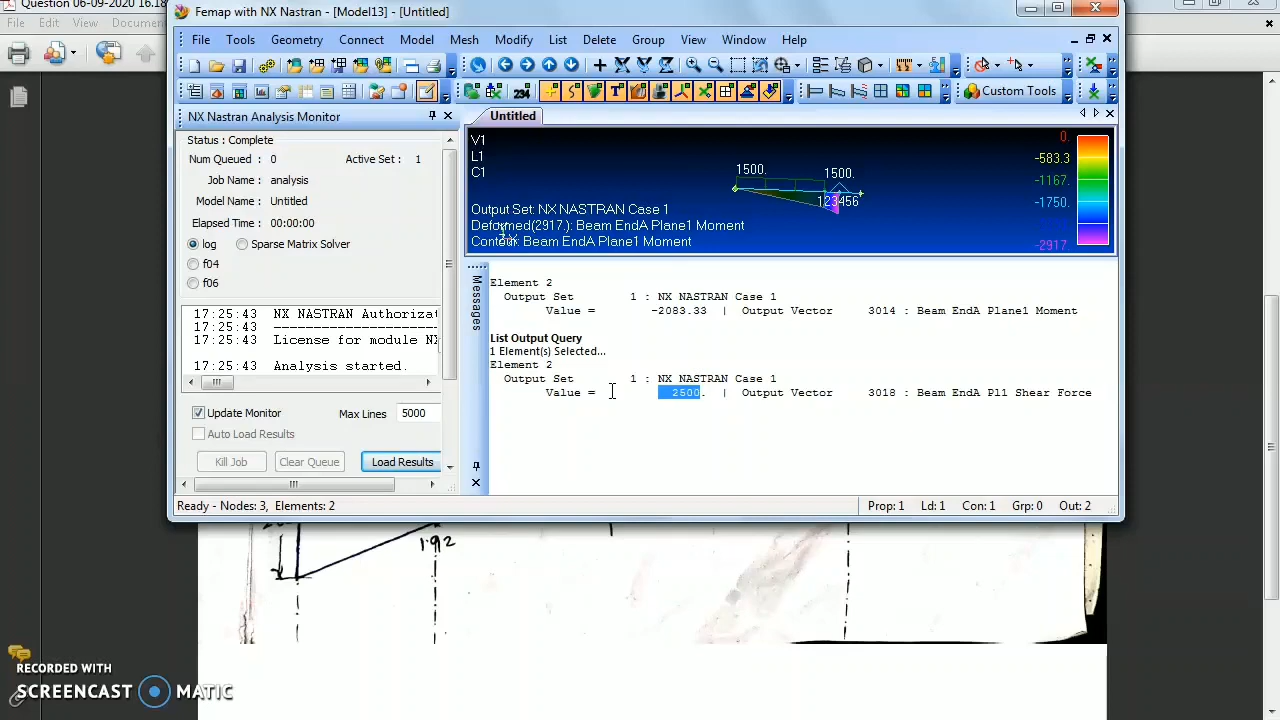 Question 06-09-2020 16.18
File Edit View Documen
Femap with NX Nastran - [Model13] - [Untitled]
File Tools Geometry Connect Model Mesh Modify List Delete Group View Window Help
234
Custom Tools
NX Nastran Analysis Monitor
Status : Complete
Num Queued : 0 Active Set : 1
Job Name : analysis
Model Name : Untitled
Elapsed Time : 00:00:00
log Sparse Matrix Solver
f04
f06
17:25:43 NX NASTRAN Authorizat
17:25:43
17:25:43 License for module NX
17:25:43 Analysis started.
Update Monitor Max Lines 5000
Auto Load Results
Kill Job Clear Queue Load Results
Untitled
V1
L1
C1
1500. 1500.
123456
Output Set: NX NASTRAN Case 1
Deformed(2917.): Beam EndA Plane1 Moment
Contour: Beam EndA Plane1 Moment
0.
-583.3
-1167.
-1750.
-2917
Messages
Element 2
Output Set 1 : NX NASTRAN Case 1
Value = -2083.33 | Output Vector 3014 : Beam EndA Plane1 Moment
List Output Query
1 Element(s) Selected...
Element 2
Output Set 1 : NX NASTRAN Case 1
Value = 2500. | Output Vector 3018 : Beam EndA Pl1 Shear Force
Ready - Nodes: 3, Elements: 2 Prop: 1 Ld: 1 Con: 1 Grp: 0 Out: 2
1.92
RECORDED WITH
SCREENCAST MATIC